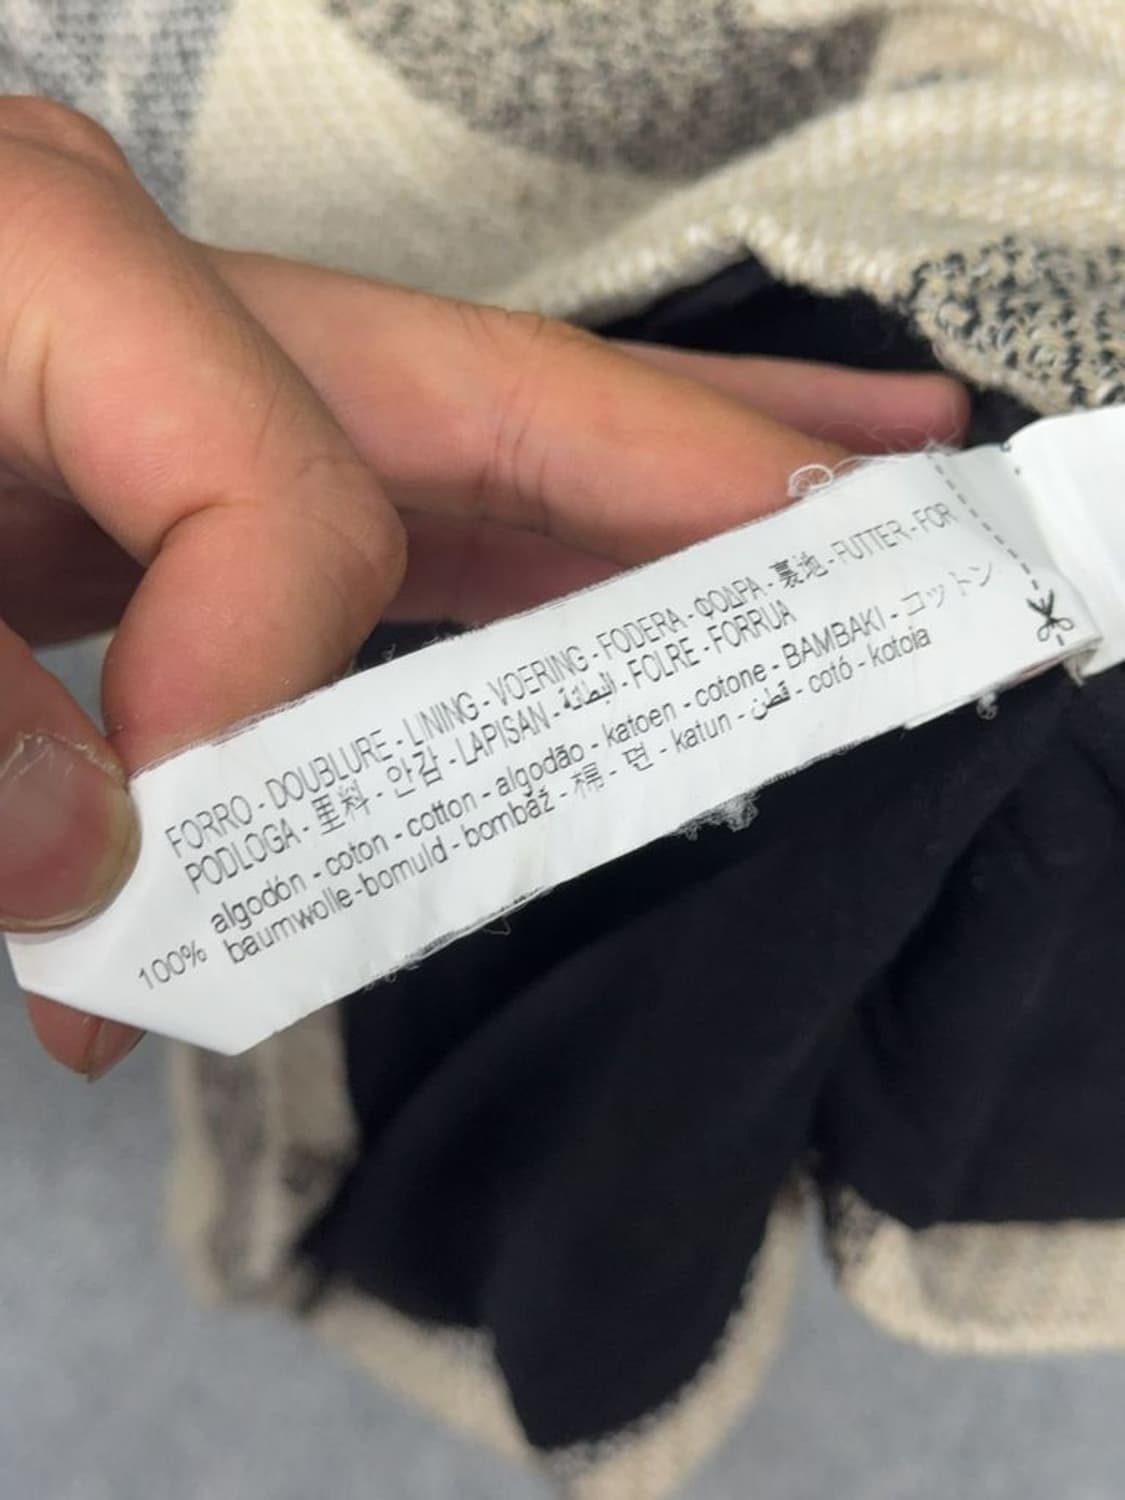 FORRO - DOUBLURE - LINING - VOERING - FODERA - ΦΟΔΡΑ - 裏地 - FUTTER - FOR
PODLOGA - 里料 - 안감 - LAPISAN - البطانة - FOLRE - FORRUA
100% algodón - coton - cotton - algodão - katoen - cotone - BAMBAKI - コットン
baumwolle-bomuld - bombaž - 棉 - 면 - katun - قطن - cotó - kotoia